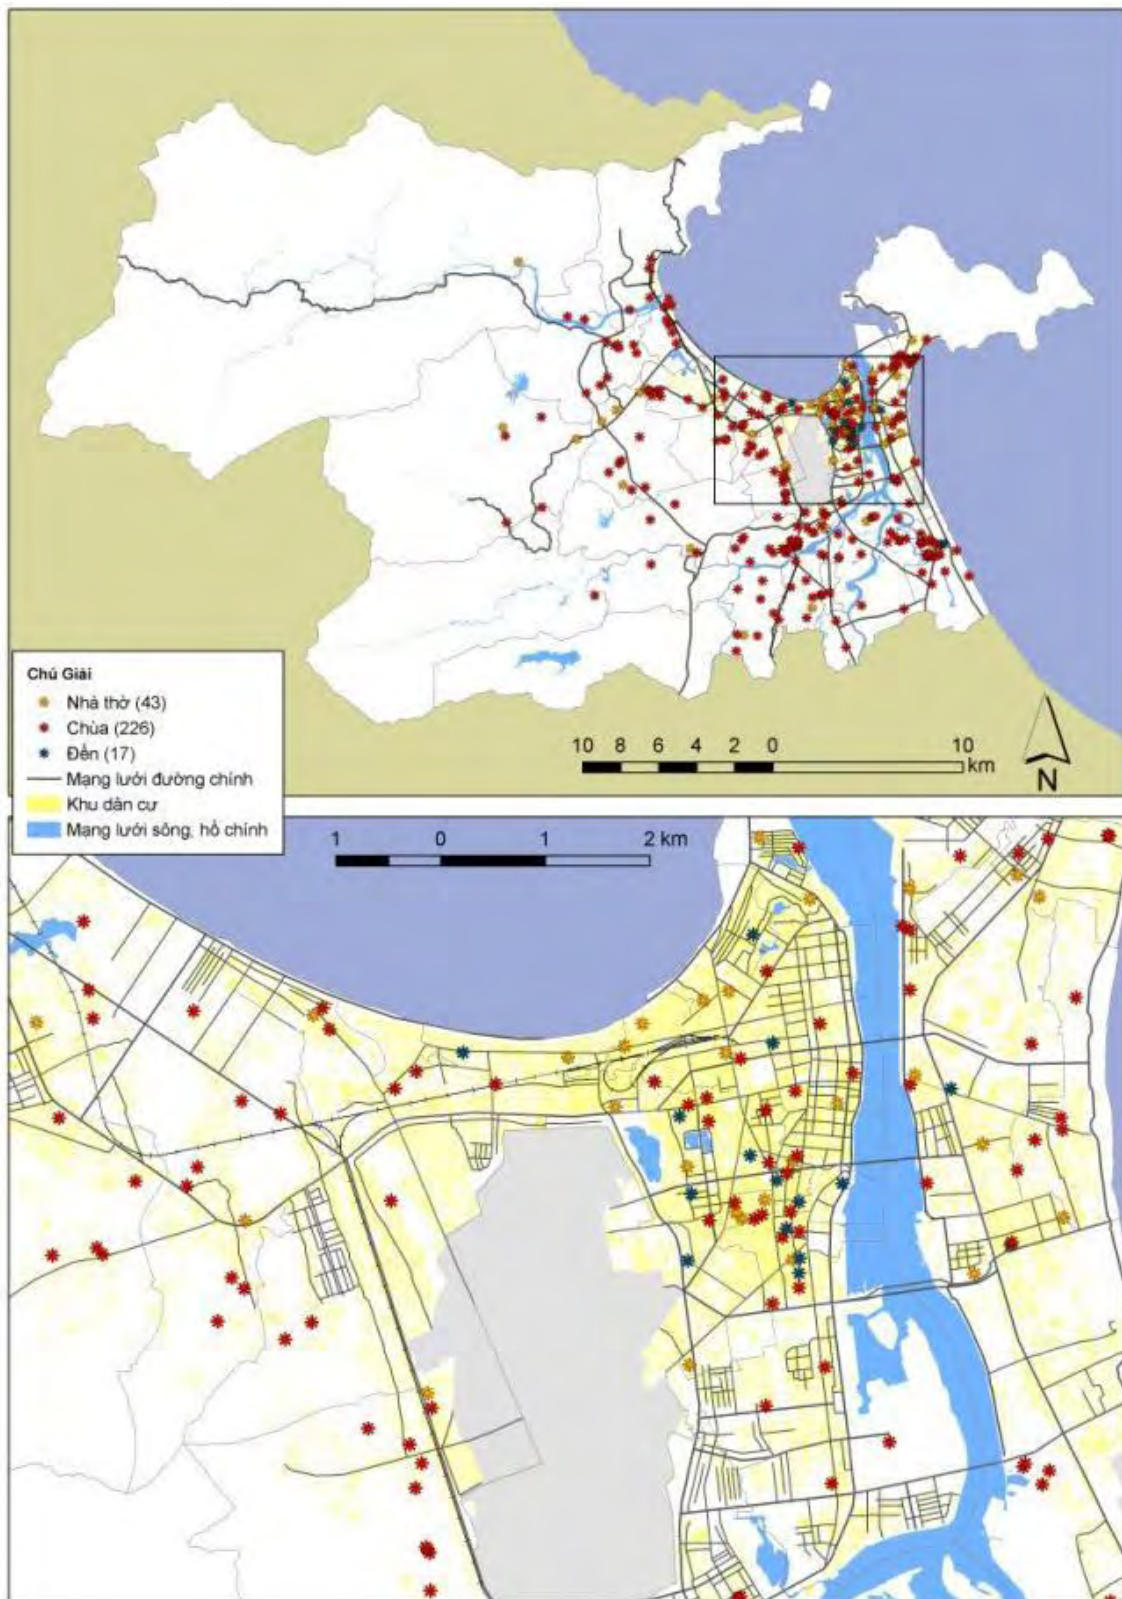 10 8 6 4 2 0 10
km
N
Chú Giải
Nhà thờ (43)
Chùa (226)
Đền (17)
Mạng lưới đường chính
Khu dân cư
Mạng lưới sông, hồ chính
1 0 1 2 km